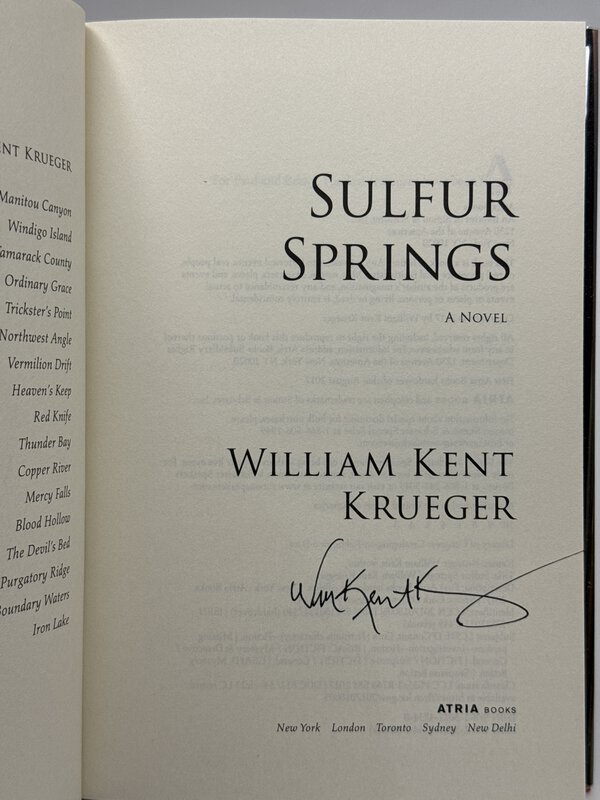 ENT KRUEGER
Manitou Canyon
Windigo Island
Tamarack County
Ordinary Grace
Trickster's Point
Northwest Angle
Vermilion Drift
Heaven's Keep
Red Knife
Thunder Bay
Copper River
Mercy Falls
Blood Hollow
The Devil's Bed
Purgatory Ridge
Boundary Waters
Iron Lake
SULFUR
SPRINGS
A NOVEL
WILLIAM KENT
KRUEGER
Wm Kent K
ATRIA BOOKS
New York London Toronto Sydney New Delhi